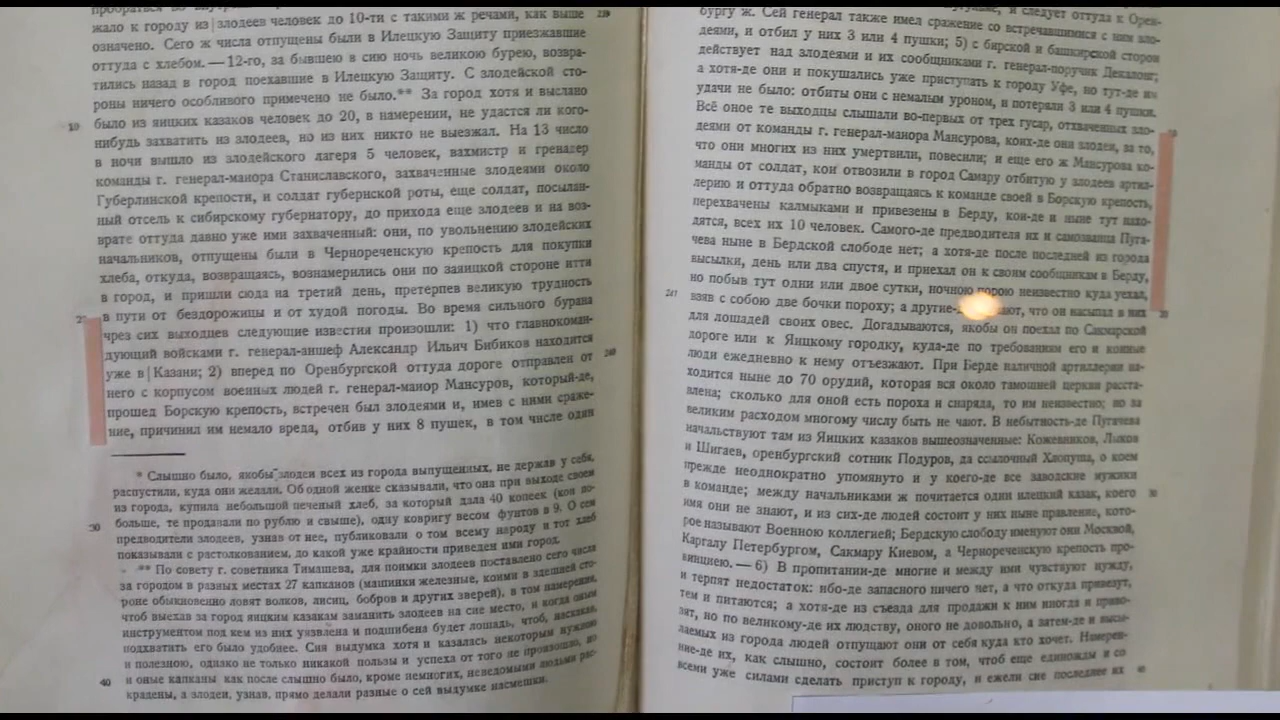 жало к городу из злодеев человек до 10-ти с такими ж речами, как выше
означено. Сего ж числа отпущены были в Илецкую Защиту приезжавшие
оттуда с хлебом. — 12-го, за бывшею в сию ночь великою бурею, возвра-
тились назад в город поехавшие в Илецкую Защиту. С злодейской сто-
роны ничего особливого примечено не было.** За город хотя и выслано
10 было из яицких казаков человек до 20, в намерении, не удастся ли кого-
нибудь захватить из злодеев, но из них никто не выезжал. На 13 число
в ночи вышло из злодейского лагеря 5 человек, вахмистр и гренадер
команды г. генерал-маиора Станиславского, захваченные злодеями около
Губерлинской крепости, и солдат губернской роты, еще солдат, посылан-
ный отсель к сибирскому губернатору, до прихода еще злодеев и на воз-
врате оттуда давно уже ими захваченный: они, по увольнению злодейских
начальников, отпущены были в Чернореченскую крепость для покупки
хлеба, откуда, возвращаясь, вознамерились они по заяицкой стороне итти
в город, и пришли сюда на третий день, претерпев великую трудность
в пути от бездорожицы и от худой погоды. Во время сильного бурана
чрез сих выходцев следующие известия произошли: 1) что главнокоман-
дующий войсками г. генерал-аншеф Александр Ильич Бибиков находится
уже в Казани; 2) вперед по Оренбургской оттуда дороге отправлен от 240
него с корпусом военных людей г. генерал-маиор Мансуров, который-де,
прошед Борскую крепость, встречен был злодеями и, имев с ними сраже-
ние, причинил им немало вреда, отбив у них 8 пушек, в том числе один
* Слышно было, якобы злодеи всех из города выпущенных, не держав у себя,
распустили, куда они желали. Об одной женке сказывали, что она при выходе своем
из города, купила небольшой печеный хлеб, за который дала 40 копеек (кои по-
30 больше, те продавали по рублю и свыше), одну ковригу весом фунтов в 9. О сем
предводители злодеев, узнав от нее, публиковали о том всему народу и тот хлеб
показывали с растолкованием, до какой уже крайности приведен ими город.
** По совету г. советника Тимашева, для поимки злодеев поставлено сего числа
за городом в разных местах 27 капканов (машинки железные, коими в здешней сто-
роне обыкновенно ловят волков, лисиц, бобров и других зверей), в том намерении,
чтоб выехав за город яицким казакам заманить злодеев на сие место, и когда оным
инструментом под кем из них уязвлена и подшибена будет лошадь, чтоб, наскакав,
подхватить его было удобнее. Сия выдумка хотя и казалась некоторым нужною
и полезною, однако не только никакой пользы и успеха от того не произошло, но
40 и оные капканы как после слышно было, кроме немногих, неведомыми людьми рас-
крадены, а злодеи, узнав, прямо делали разные о сей выдумке насмешки.
и следует оттуда к Орен-
бургу ж. Сей генерал также имел сражение со встречавшимися с ним зло-
деями, и отбил у них 3 или 4 пушки; 5) с бирской и башкирской сторон
действует над злодеями и их сообщниками г. генерал-поручик Декалонг,
а хотя-де они и покушались уже приступать к городу Уфе, но тут-де им
удачи не было: отбиты они с немалым уроном, и потеряли 3 или 4 пушки.
Всё оное те выходцы слышали во-первых от трех гусар, отхваченных зло-
деями от команды г. генерал-маиора Мансурова, коих-де они злодеи, за то,
что они многих из них умертвили, повесили; и еще его ж Мансурова ко-
манды от солдат, кои отвозили в город Самару отбитую у злодеев артил-
лерию и оттуда обратно возвращаясь к команде своей в Борскую крепость,
перехвачены калмыками и привезены в Берду, кои-де и ныне тут нахо-
дятся, всех их 10 человек. Самого-де предводителя их и самозванца Пуга-
чева ныне в Бердской слободе нет; а хотя-де после последней из города
высылки, день или два спустя, и приехал он к своим сообщникам в Берду,
но побыв тут одни или двое сутки, ночною порою неизвестно куда уехал,
241 взяв с собою две бочки пороху; а другие- что он насыпал в них
для лошадей своих овес. Догадываются, якобы он поехал по Сакмарской
дороге или к Яицкому городку, куда-де по требованиям его и конные
люди ежедневно к нему отъезжают. При Берде наличной артиллерии на-
ходится ныне до 70 орудий, которая вся около тамошней церкви расста-
влена; сколько для оной есть пороха и снаряда, то им неизвестно; но за
великим расходом многому числу быть не чают. В небытность-де Пугачева
начальствуют там из Яицких казаков вышеозначенные: Кожевников, Лыков
и Шигаев, оренбургский сотник Подуров, да ссылочный Хлопуша, о коем
прежде неоднократно упомянуто и у коего-де все заводские мужики
в команде; между начальниками ж почитается один илецкий казак, коего 30
имя они не знают, и из сих-де людей состоит у них ныне правление, кото-
рое называют Военною коллегией; Бердскую слободу именуют они Москвой,
Каргалу Петербургом, Сакмару Киевом, а Чернореченскую крепость про-
винциею. — 6) В пропитании-де многие и между ими чувствуют нужду,
и терпят недостаток: ибо-де запасного ничего нет, а что откуда привезут,
тем и питаются; а хотя-де из съезда для продажи к ним иногда и приво-
зят, но по великому-де их людству, оного не довольно, а затем-де и высы-
лаемых из города людей отпущают они от себя куда кто хочет. Намерен-
ние-де их, как слышно, состоит более в том, чтоб еще единожды и со
всеми уже силами сделать приступ к городу, и ежели сие последнее их 40